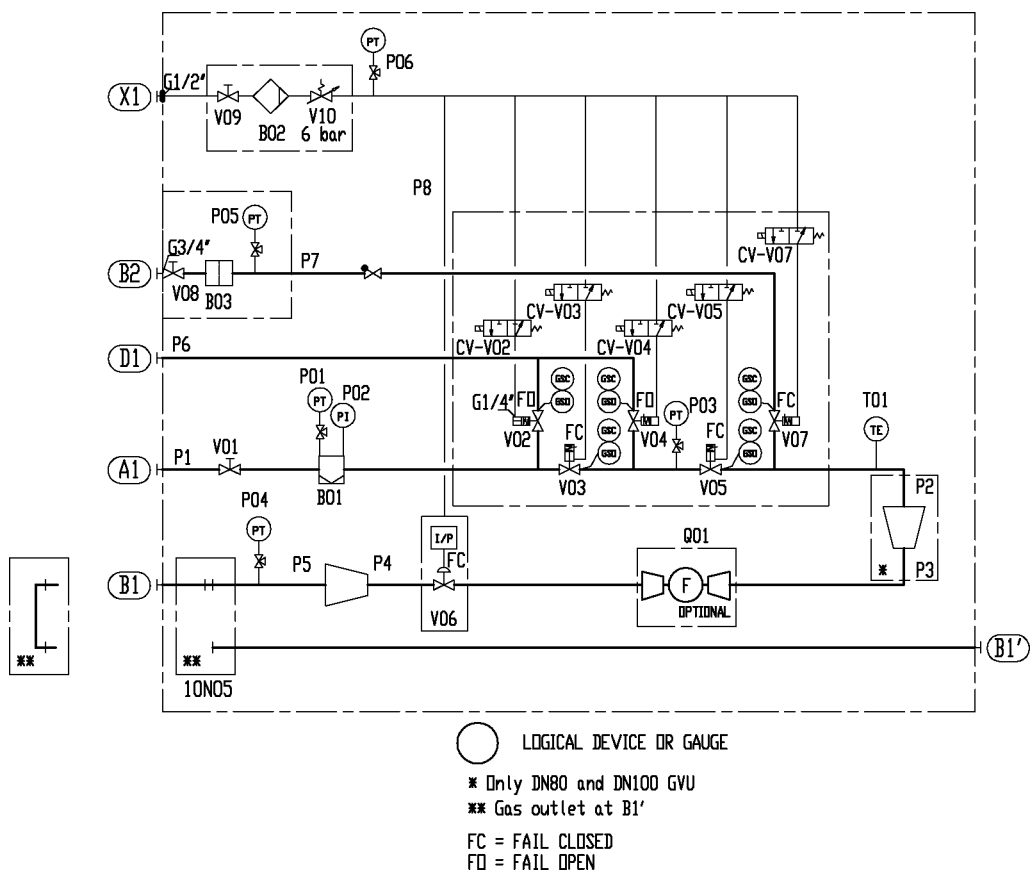 PT
P06
G1/2"
X1
V09
B02
V10
6 bar
P8
P05
PT
G3/4"
P7
CV-V07
B2
V08
B03
CV-V03
CV-V05
P6
CV-V02
CV-V04
D1
P01
P02
PT
PI
G1/4"
FO
GSC
GSO
GSC
GSO
FO
P03
PT
GSC
GSO
FC
T01
TE
V02
FC
GSC
GSO
V04
FC
GSC
GSO
V07
P1
V01
A1
B01
V03
V05
P2
P04
PT
I/P
Q01
P3
*
P5
P4
FC
B1
F
OPTIONAL
V06
**
**
B1'
10N05
LOGICAL DEVICE OR GAUGE
* Only DN80 and DN100 GVU
** Gas outlet at B1'
FC = FAIL CLOSED
FO = FAIL OPEN